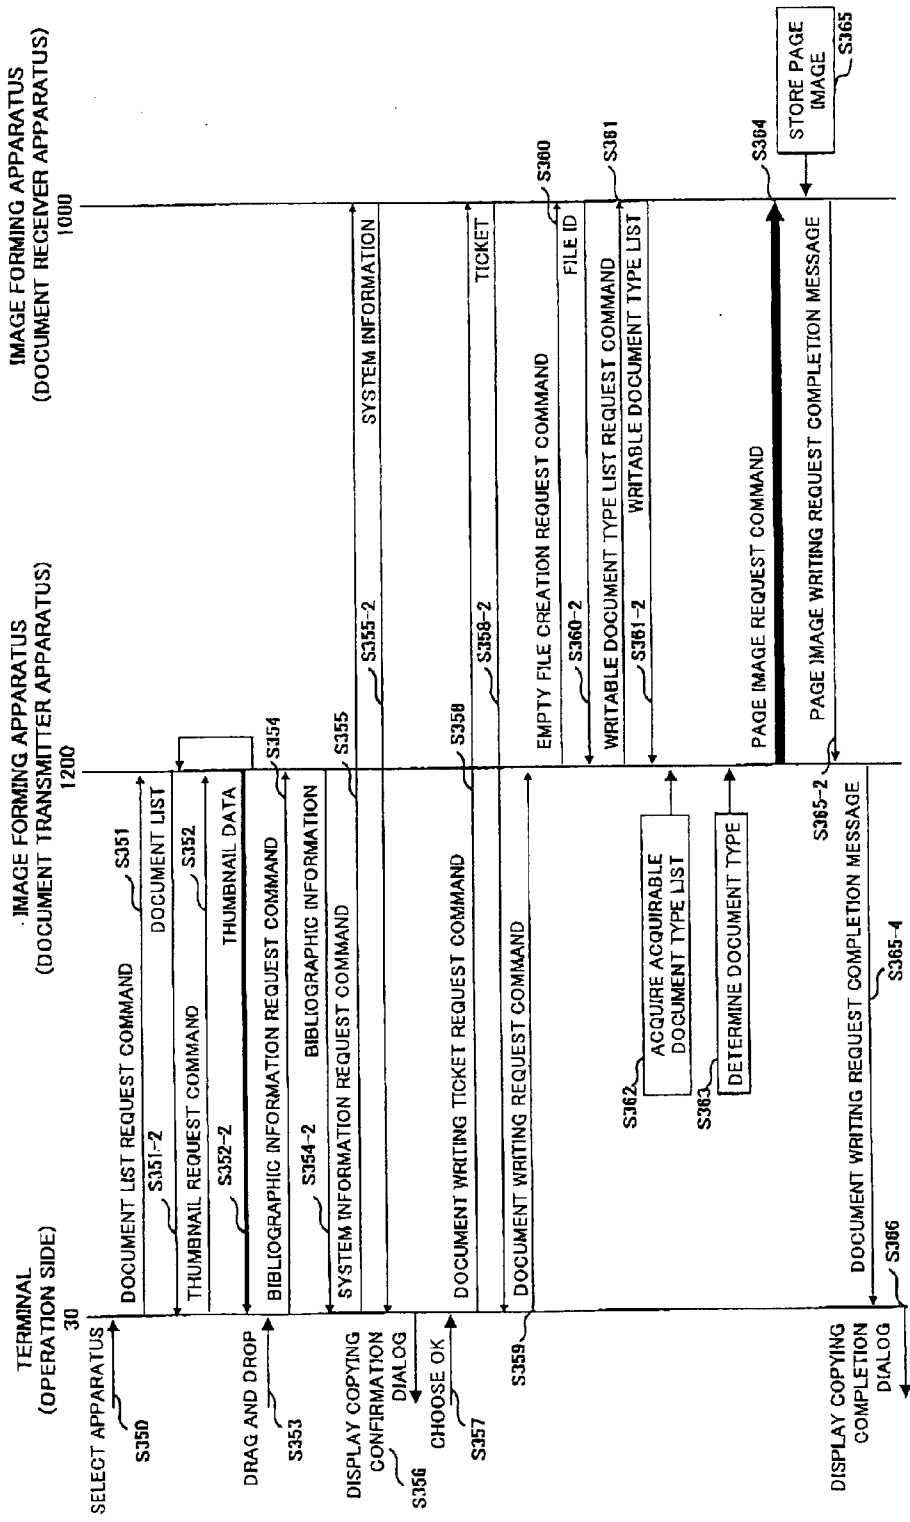 TERMINAL
(OPERATION SIDE)
30
IMAGE FORMING APPARATUS
(DOCUMENT TRANSMITTER APPARATUS)
1200
IMAGE FORMING APPARATUS
(DOCUMENT RECEIVER APPARATUS)
1000
SELECT APPARATUS
S350
DOCUMENT LIST REQUEST COMMAND
S351
S351-2
DOCUMENT LIST
THUMBNAIL REQUEST COMMAND
S352
S352-2
THUMBNAIL DATA
DRAG AND DROP
S353
BIBLIOGRAPHIC INFORMATION REQUEST COMMAND
S354
S354-2
BIBLIOGRAPHIC INFORMATION
SYSTEM INFORMATION REQUEST COMMAND
S355
S355-2
SYSTEM INFORMATION
DISPLAY COPYING
CONFIRMATION
DIALOG
S356
CHOOSE OK
S357
DOCUMENT WRITING TICKET REQUEST COMMAND
S358
S358-2
TICKET
DOCUMENT WRITING REQUEST COMMAND
S359
EMPTY FILE CREATION REQUEST COMMAND
S360
S360-2
FILE ID
WRITABLE DOCUMENT TYPE LIST REQUEST COMMAND
S361
S361-2
WRITABLE DOCUMENT TYPE LIST
S362
ACQUIRE ACQUIRABLE
DOCUMENT TYPE LIST
S363
DETERMINE DOCUMENT TYPE
PAGE IMAGE REQUEST COMMAND
S364
STORE PAGE
IMAGE
S365
PAGE IMAGE WRITING REQUEST COMPLETION MESSAGE
S365-2
DOCUMENT WRITING REQUEST COMPLETION MESSAGE
S365-4
DISPLAY COPYING
COMPLETION
DIALOG
S366